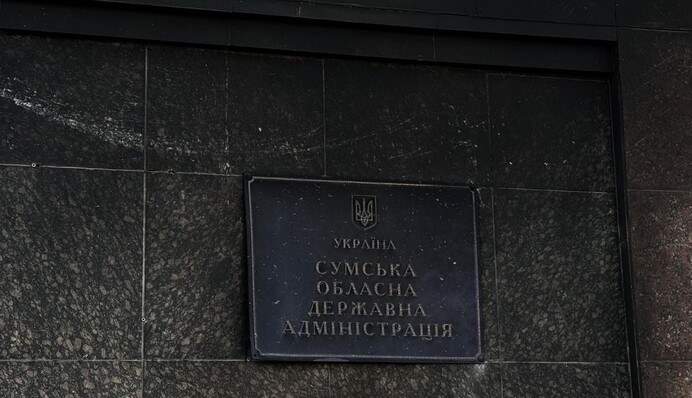 УКРАЇНА
СУМСЬКА
ОБЛАСНА
ДЕРЖАВНА
АДМІНІСТРАЦІЯ